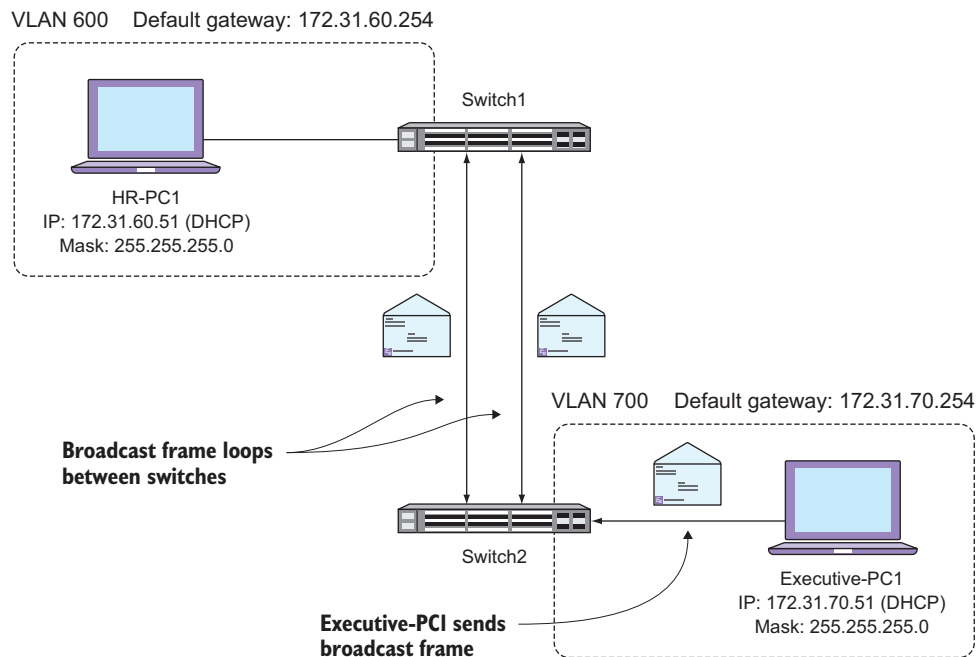 VLAN 600 Default gateway: 172.31.60.254
Switch1
HR-PC1
IP: 172.31.60.51 (DHCP)
Mask: 255.255.255.0
VLAN 700 Default gateway: 172.31.70.254
Broadcast frame loops
between switches
Switch2
Executive-PC1
IP: 172.31.70.51 (DHCP)
Mask: 255.255.255.0
Executive-PCI sends
broadcast frame